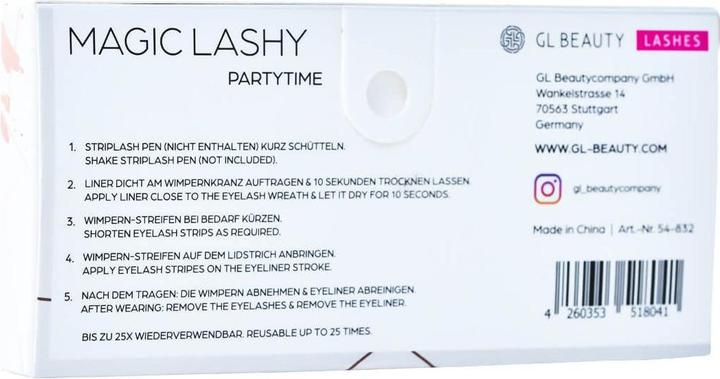 MAGIC LASHY
PARTYTIME
1. STRIPLASH PEN (NICHT ENTHALTEN) KURZ SCHÜTTELN.
SHAKE STRIPLASH PEN (NOT INCLUDED).
2. LINER DICHT AM WIMPERNKRANZ AUFTRAGEN & 10 SEKUNDEN TROCKNEN LASSEN
APPLY LINER CLOSE TO THE EYELASH WREATH & LET IT DRY FOR 10 SECONDS.
3. WIMPERN-STREIFEN BEI BEDARF KÜRZEN.
SHORTEN EYELASH STRIPS AS REQUIRED.
4. WIMPERN-STREIFEN AUF DEM LIDSTRICH ANBRINGEN.
APPLY EYELASH STRIPES ON THE EYELINER STROKE.
5. NACH DEM TRAGEN: DIE WIMPERN ABNEHMEN & EYELINER ABREINIGEN.
AFTER WEARING: REMOVE THE EYELASHES & REMOVE THE EYELINER.
BIS ZU 25X WIEDERVERWENDBAR. REUSABLE UP TO 25 TIMES.
GL BEAUTY LASHES
GL Beautycompany GmbH
Wankelstrasse 14
70563 Stuttgart
Germany
WWW.GL-BEAUTY.COM
gl_beautycompany
Made in China | Art.-Nr. 54-832
4 260353 518041